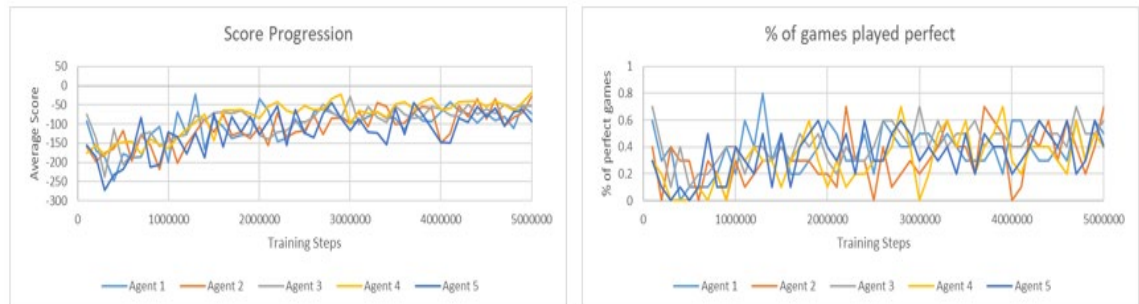 Score Progression
Average Score
50
0
-50
-100
-150
-200
-250
-300
0 1000000 2000000 3000000 4000000 5000000
Training Steps
Agent 1 Agent 2 Agent 3 Agent 4 Agent 5
% of games played perfect
% of perfect games
1
0.8
0.6
0.4
0.2
0
0 1000000 2000000 3000000 4000000 5000000
Training Steps
Agent 1 Agent 2 Agent 3 Agent 4 Agent 5